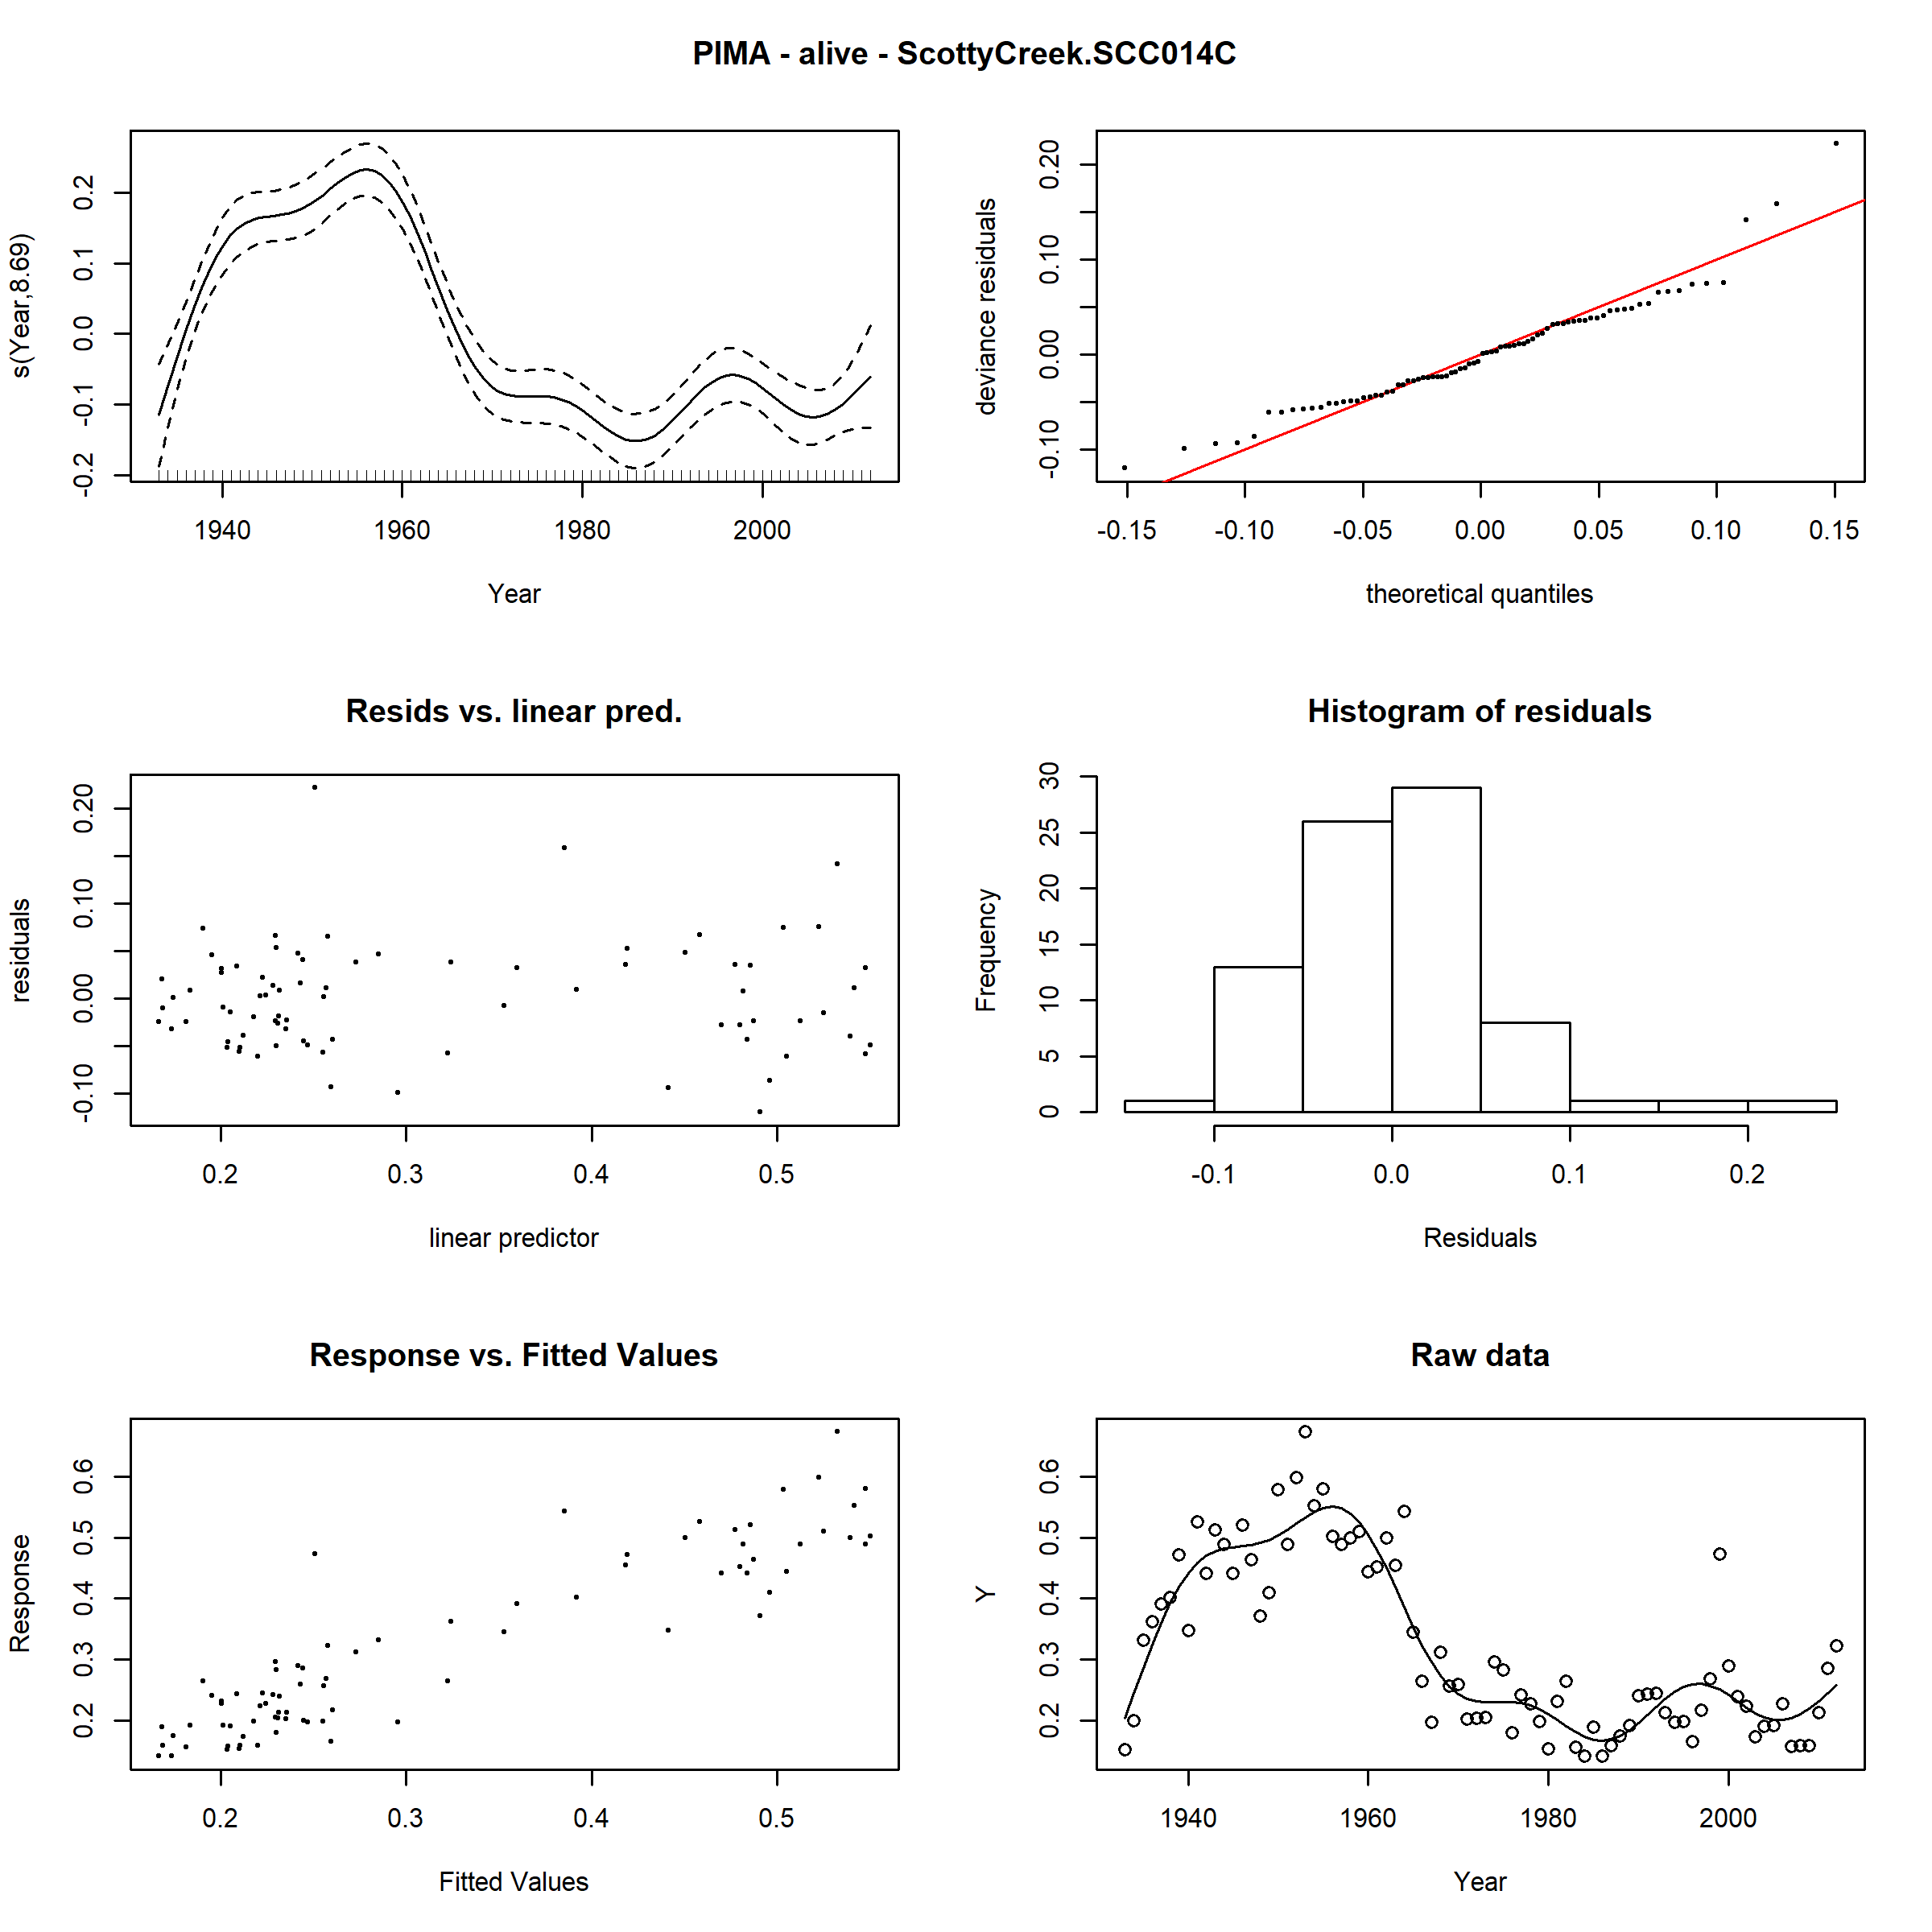 PIMA - alive - ScottyCreek.SCC014C
s(Year,8.69)
-0.2 -0.1 0.0 0.1 0.2
1940 1960 1980 2000
Year
deviance residuals
-0.10 0.00 0.10 0.20
-0.15 -0.10 -0.05 0.00 0.05 0.10 0.15
theoretical quantiles
Resids vs. linear pred.
residuals
-0.10 0.00 0.10 0.20
0.2 0.3 0.4 0.5
linear predictor
Histogram of residuals
Frequency
0 5 10 15 20 25 30
-0.1 0.0 0.1 0.2
Residuals
Response vs. Fitted Values
Response
0.2 0.3 0.4 0.5 0.6
0.2 0.3 0.4 0.5
Fitted Values
Raw data
Y
0.2 0.3 0.4 0.5 0.6
1940 1960 1980 2000
Year